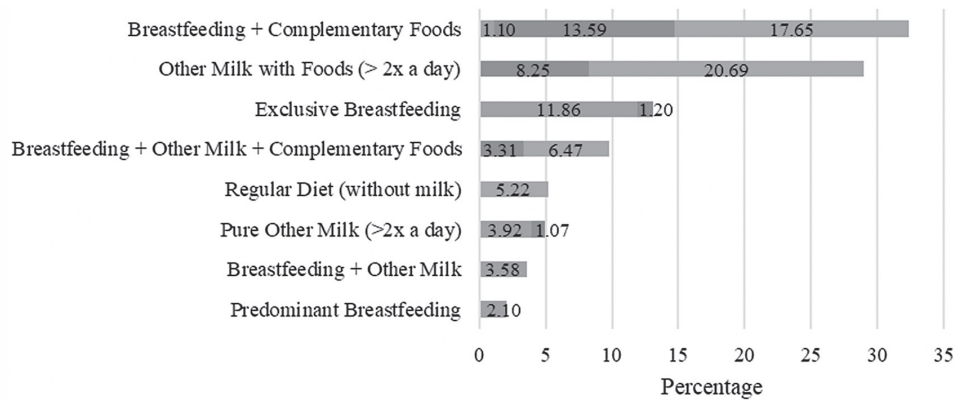 Breastfeeding + Complementary Foods 1.10 13.59 17.65
Other Milk with Foods (> 2x a day) 8.25 20.69
Exclusive Breastfeeding 11.86 1.20
Breastfeeding + Other Milk + Complementary Foods 3.31 6.47
Regular Diet (without milk) 5.22
Pure Other Milk (>2x a day) 3.92 1.07
Breastfeeding + Other Milk 3.58
Predominant Breastfeeding 2.10
0 5 10 15 20 25 30 35
Percentage